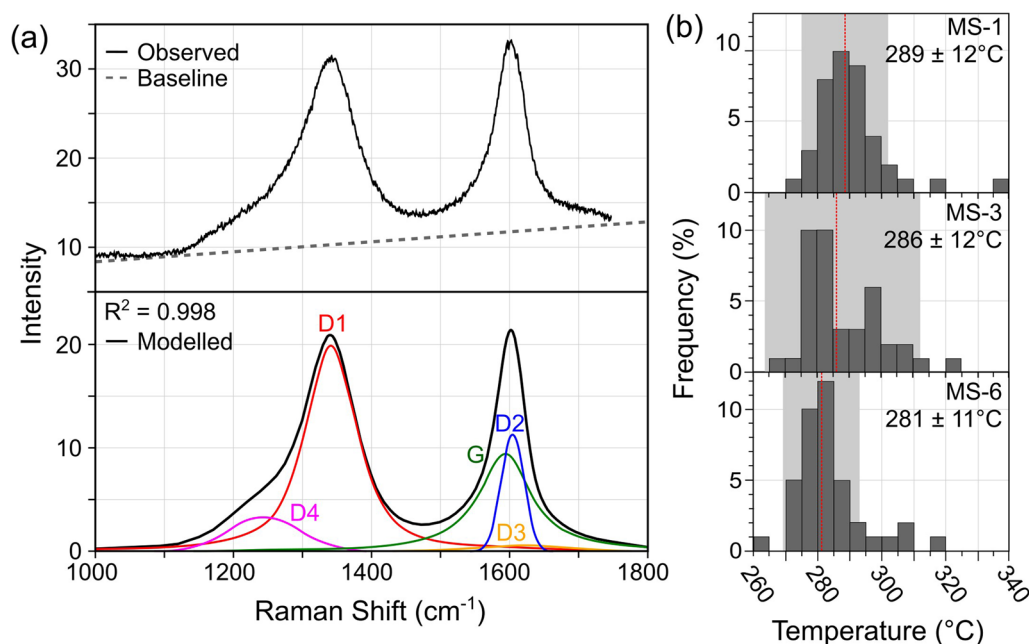 (a)
Observed
Baseline
30
20
10
R² = 0.998
Modelled
D1
D2
G
D3
D4
20
10
0
Intensity
1000
1200
1400
1600
1800
Raman Shift (cm⁻¹)
(b)
MS-1
289 ± 12°C
10
5
0
MS-3
286 ± 12°C
10
5
0
MS-6
281 ± 11°C
10
5
0
Frequency (%)
260
280
300
320
340
Temperature (°C)